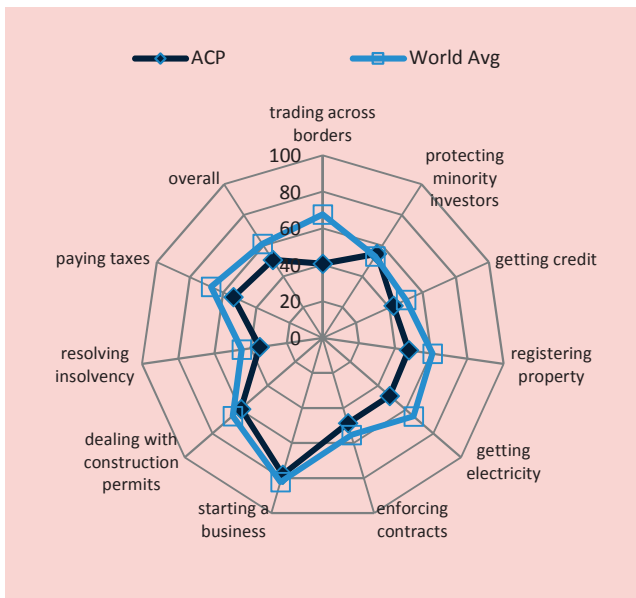 ACP
World Avg
trading across
borders
protecting
minority
investors
getting credit
registering
property
getting
electricity
enforcing
contracts
starting a
business
dealing with
construction
permits
resolving
insolvency
paying taxes
overall
100
80
60
40
20
0